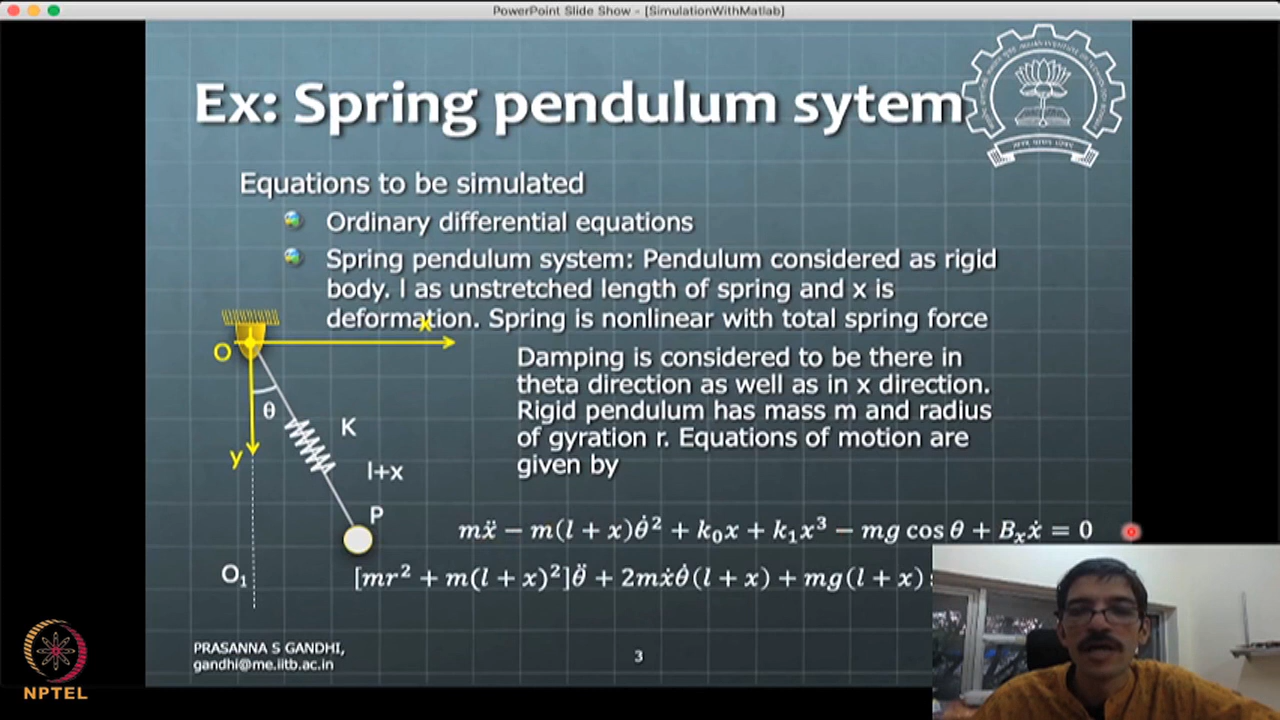 PowerPoint Slide Show - [SimulationWithMatlab]
Ex: Spring pendulum sytem
Equations to be simulated
Ordinary differential equations
Spring pendulum system: Pendulum considered as rigid
body. l as unstretched length of spring and x is
deformation. Spring is nonlinear with total spring force
x
O
Damping is considered to be there in
theta direction as well as in x direction.
Rigid pendulum has mass m and radius
of gyration r. Equations of motion are
given by
θ
K
y
l+x
P
mẍ − m(l + x)θ̇² + k₀x + k₁x³ − mg cos θ + Bₓẋ = 0
O₁
[mr² + m(l + x)²]θ̈ + 2mẋθ̇(l + x) + mg(l + x)
PRASANNA S GANDHI,
gandhi@me.iitb.ac.in
3
NPTEL